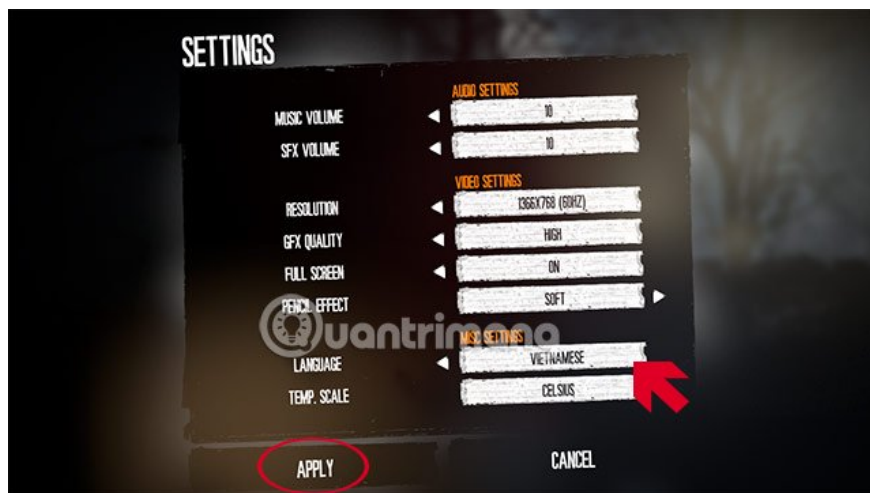 SETTINGS
AUDIO SETTINGS
MUSIC VOLUME 10
SFX VOLUME 10
VIDEO SETTINGS
RESOLUTION 1366X768 (60HZ)
GFX QUALITY HIGH
FULL SCREEN ON
PENCIL EFFECT SOFT
Quantrimang
MISC SETTINGS
LANGUAGE VIETNAMESE
TEMP. SCALE CELSIUS
APPLY CANCEL